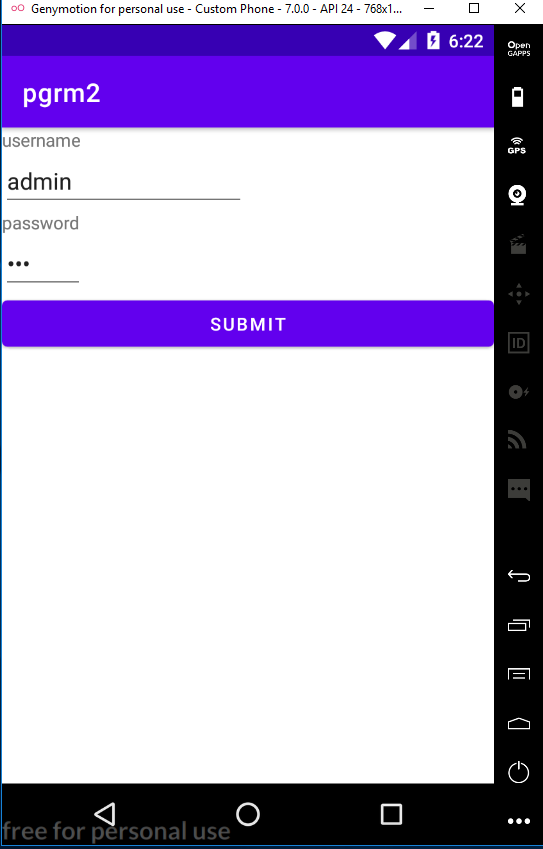 Genymotion for personal use - Custom Phone - 7.0.0 - API 24 - 768x1...
6:22
Open
GAPPS
pgrm2
GPS
username
admin
password
•••
SUBMIT
ID
free for personal use